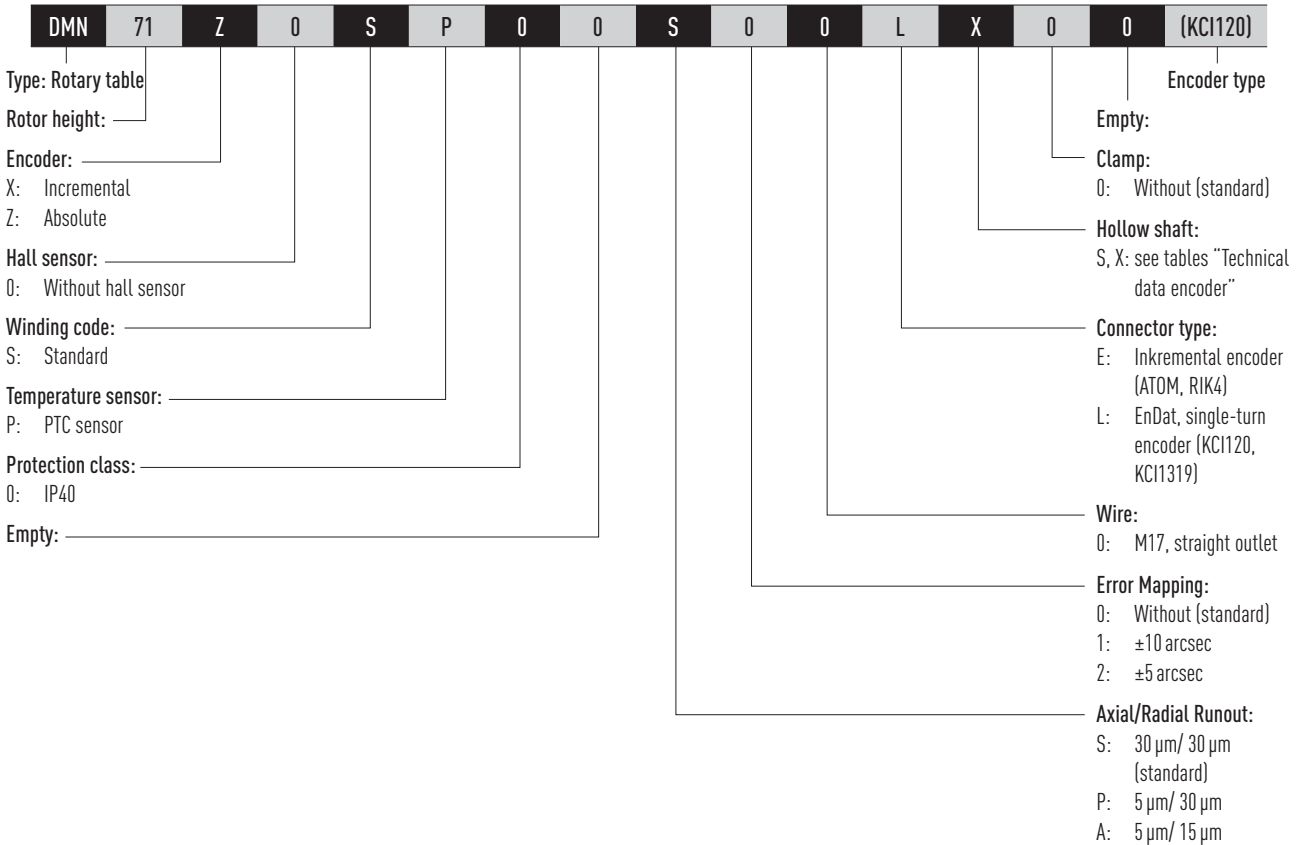 DMN 71 Z 0 S P 0 0 S 0 0 L X 0 0 (KCI120)
Type: Rotary table
Rotor height:
Encoder:
X: Incremental
Z: Absolute
Hall sensor:
0: Without hall sensor
Winding code:
S: Standard
Temperature sensor:
P: PTC sensor
Protection class:
0: IP40
Empty:
Encoder type
Empty:
Clamp:
0: Without (standard)
Hollow shaft:
S, X: see tables “Technical
data encoder”
Connector type:
E: Inkremental encoder
(ATOM, RIK4)
L: EnDat, single-turn
encoder (KCI120,
KCI1319)
Wire:
0: M17, straight outlet
Error Mapping:
0: Without (standard)
1: ±10 arcsec
2: ±5 arcsec
Axial/Radial Runout:
S: 30 µm/ 30 µm
(standard)
P: 5 µm/ 30 µm
A: 5 µm/ 15 µm